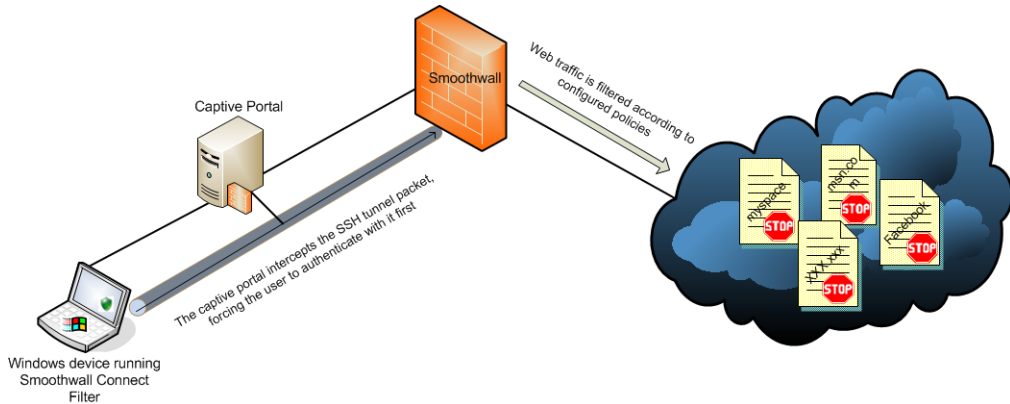 Captive Portal
Smoothwall
Web traffic is filtered according to
configured policies
The captive portal intercepts the SSH tunnel packet,
forcing the user to authenticate with it first
Windows device running
Smoothwall Connect
Filter
myspace
STOP
msn.co
m
STOP
Facebook
STOP
XXX.xxx
STOP